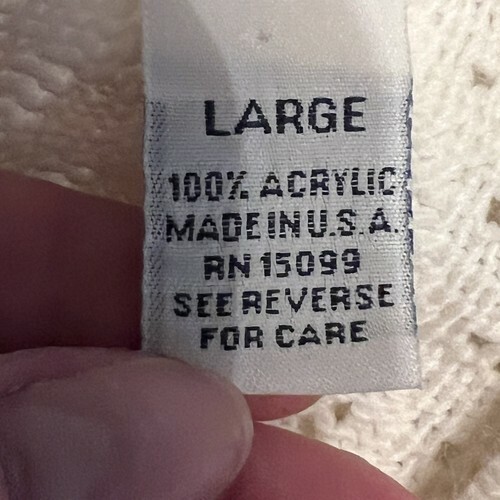 LARGE
100% ACRYLIC
MADE IN U.S.A.
RN 15099
SEE REVERSE
FOR CARE